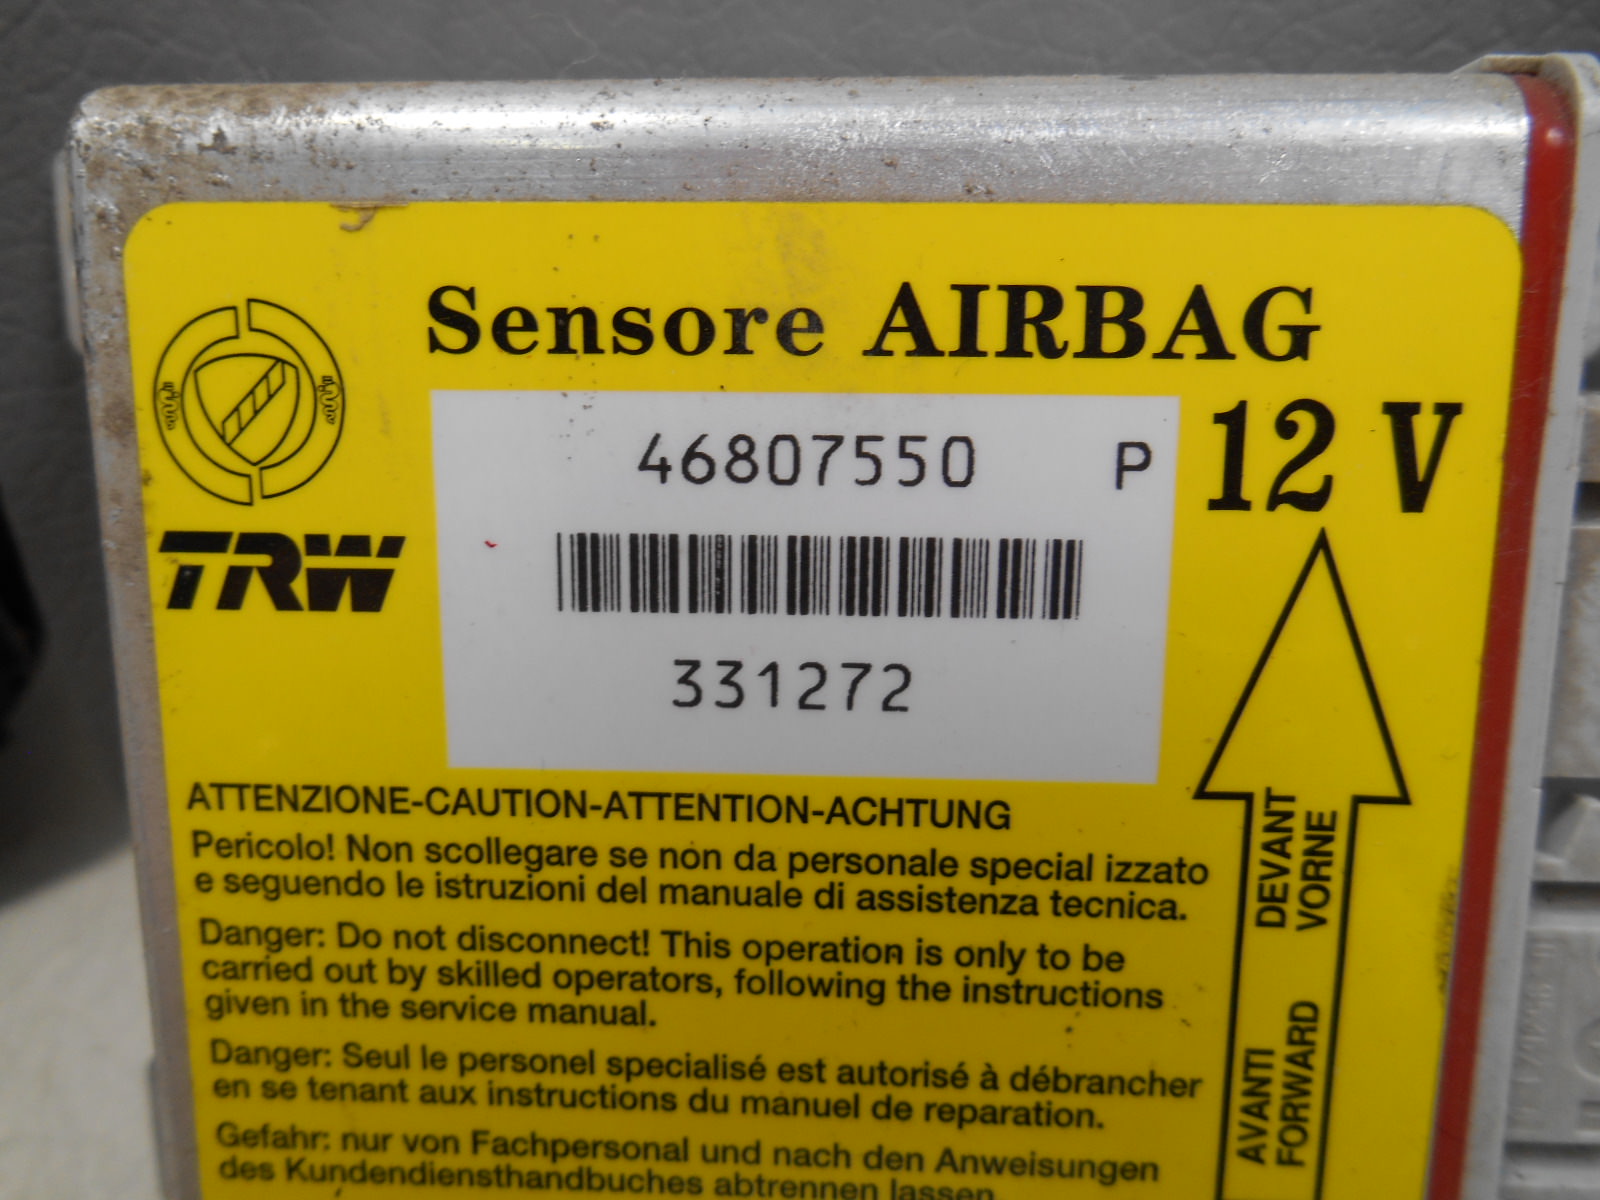 Sensore AIRBAG
46807550 P
12 V
TRW
331272
ATTENZIONE-CAUTION-ATTENTION-ACHTUNG
Pericolo! Non scollegare se non da personale special izzato
e seguendo le istruzioni del manuale di assistenza tecnica.
Danger: Do not disconnect! This operation is only to be
carried out by skilled operators, following the instructions
given in the service manual.
Danger: Seul le personel specialisé est autorisé à débrancher
en se tenant aux instructions du manuel de reparation.
Gefahr: nur von Fachpersonal und nach den Anweisungen
des Kundendiensthandbuches abtrennen lassen
AVANTI DEVANT
FORWARD VORNE